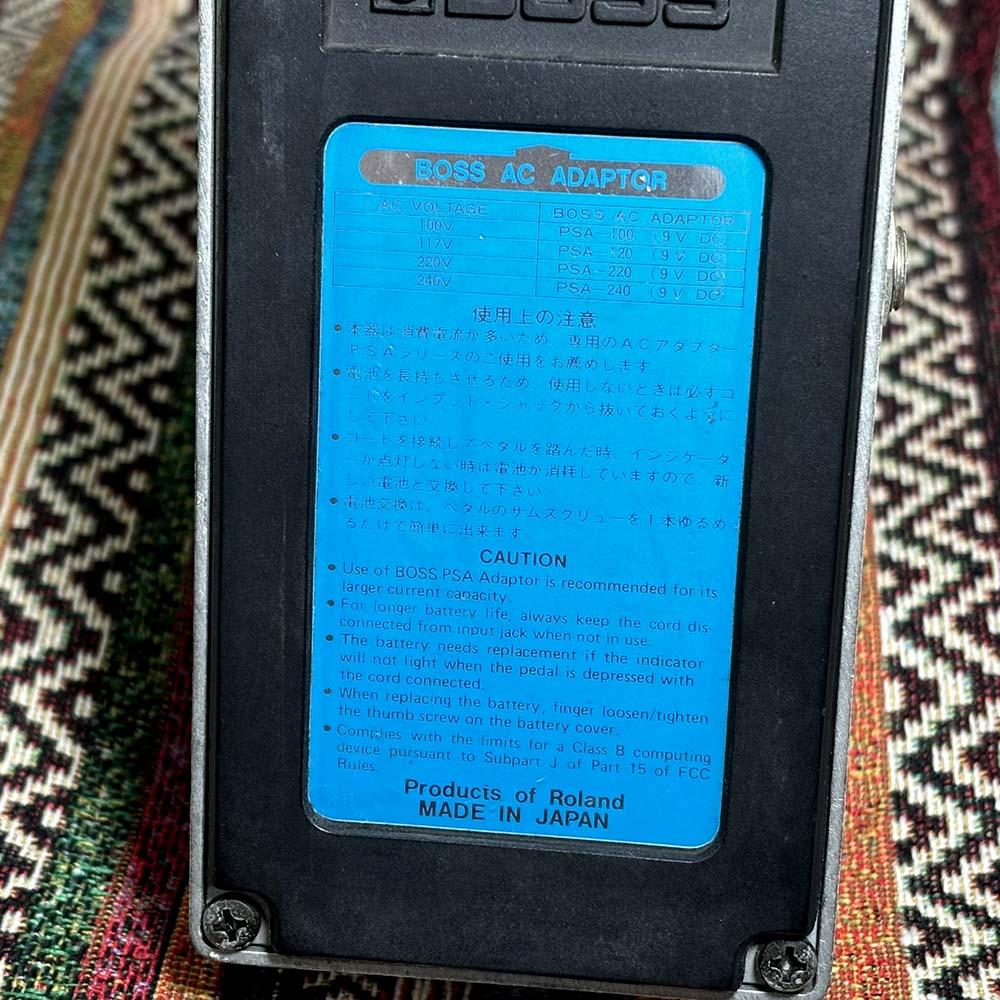 BOSS
BOSS AC ADAPTOR
AC VOLTAGE BOSS AC ADAPTOR
100V PSA-100 (9V DC)
117V PSA-120 (9V DC)
220V PSA-220 (9V DC)
240V PSA-240 (9V DC)
使用上の注意
● 本器は消費電流が多いため、専用のACアダプター
PSAシリーズのご使用をお薦めします。
● 電池を長持ちさせるため、使用しないときは必ずコ
ードをインプット・ジャックから抜いておくように
して下さい。
● コードを接続してペダルを踏んだ時、インジケータ
ーが点灯しない時は電池が消耗していますので、新
しい電池と交換して下さい。
● 電池交換は、ペダルのサムスクリューを1本ゆるめ
るだけで簡単に出来ます。
CAUTION
● Use of BOSS PSA Adaptor is recommended for its
larger current capacity.
● For longer battery life, always keep the cord dis-
connected from input jack when not in use.
● The battery needs replacement if the indicator
will not light when the pedal is depressed with
the cord connected.
● When replacing the battery, finger loosen/tighten
the thumb screw on the battery cover.
● Complies with the limits for a Class B computing
device pursuant to Subpart J of Part 15 of FCC
Rules.
Products of Roland
MADE IN JAPAN